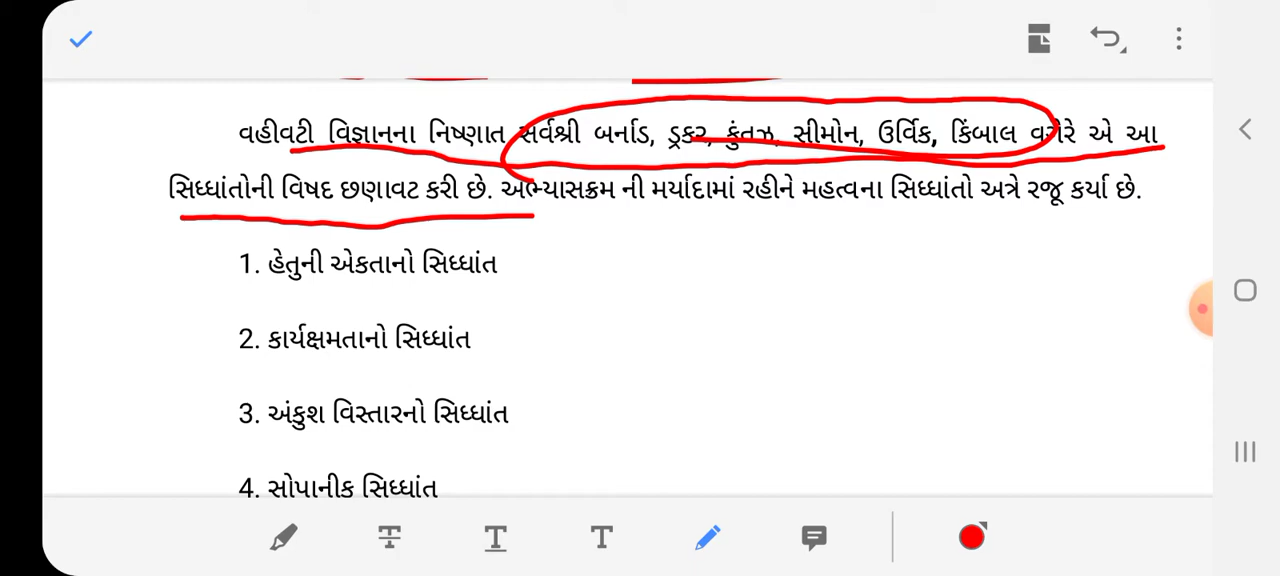 વહીવટી વિજ્ઞાનના નિષ્ણાત સર્વશ્રી બર્નાડ, ડ્રકર, કુંતઝ, સીમોન, ઉર્વિક, કિંબાલ વગેરે એ આ
સિધ્ધાંતોની વિષદ છણાવટ કરી છે. અભ્યાસક્રમ ની મર્યાદામાં રહીને મહત્વના સિધ્ધાંતો અત્રે રજૂ કર્યા છે.
1. હેતુની એકતાનો સિધ્ધાંત
2. કાર્યક્ષમતાનો સિધ્ધાંત
3. અંકુશ વિસ્તારનો સિધ્ધાંત
4. સોપાનીક સિધ્ધાંત